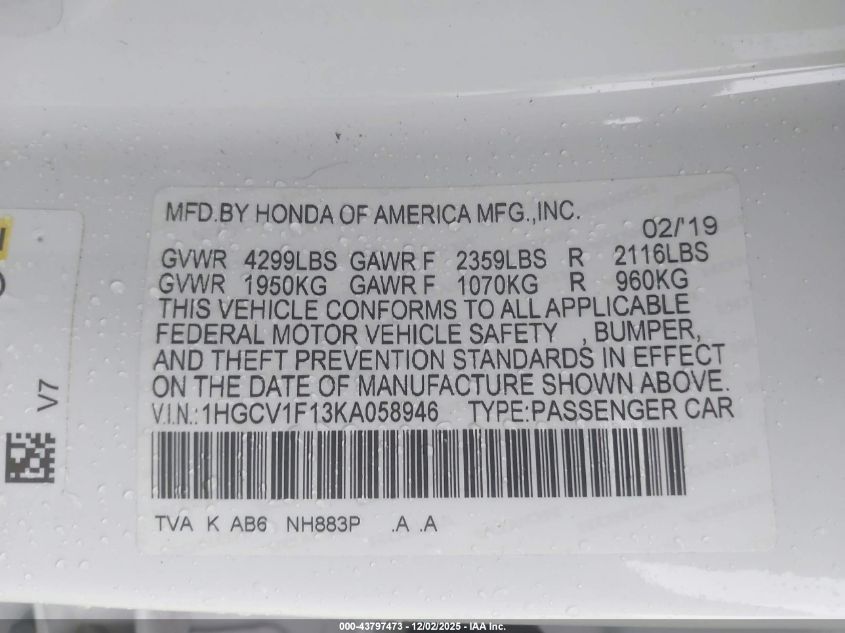 MFD.BY HONDA OF AMERICA MFG.,INC.
02/'19
GVWR 4299LBS GAWR F 2359LBS R 2116LBS
GVWR 1950KG GAWR F 1070KG R 960KG
THIS VEHICLE CONFORMS TO ALL APPLICABLE
FEDERAL MOTOR VEHICLE SAFETY , BUMPER,
AND THEFT PREVENTION STANDARDS IN EFFECT
ON THE DATE OF MANUFACTURE SHOWN ABOVE.
V.I.N.:1HGCV1F13KA058946 TYPE:PASSENGER CAR
TVA K AB6 NH883P .A .A
V7
000-43797473 - 12/02/2025 - IAA Inc.